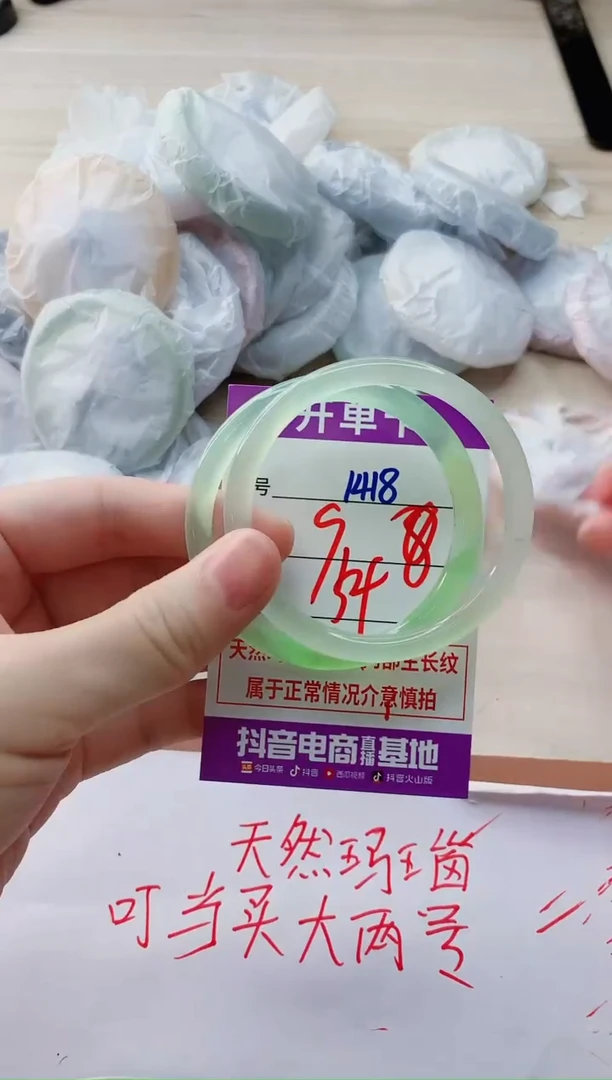 开单卡
号 1418
9
54
天然
部生长纹
属于正常情况介意慎拍
抖音电商直播基地
今日头条 抖音 西瓜视频 抖音火山版
天然玛瑙
叮当买大两号